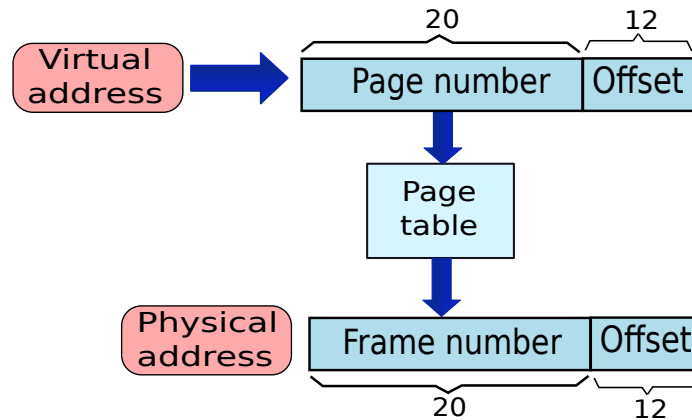 20
12
Virtual
address
Page number
Offset
Page
table
Physical
address
Frame number
Offset
20
12